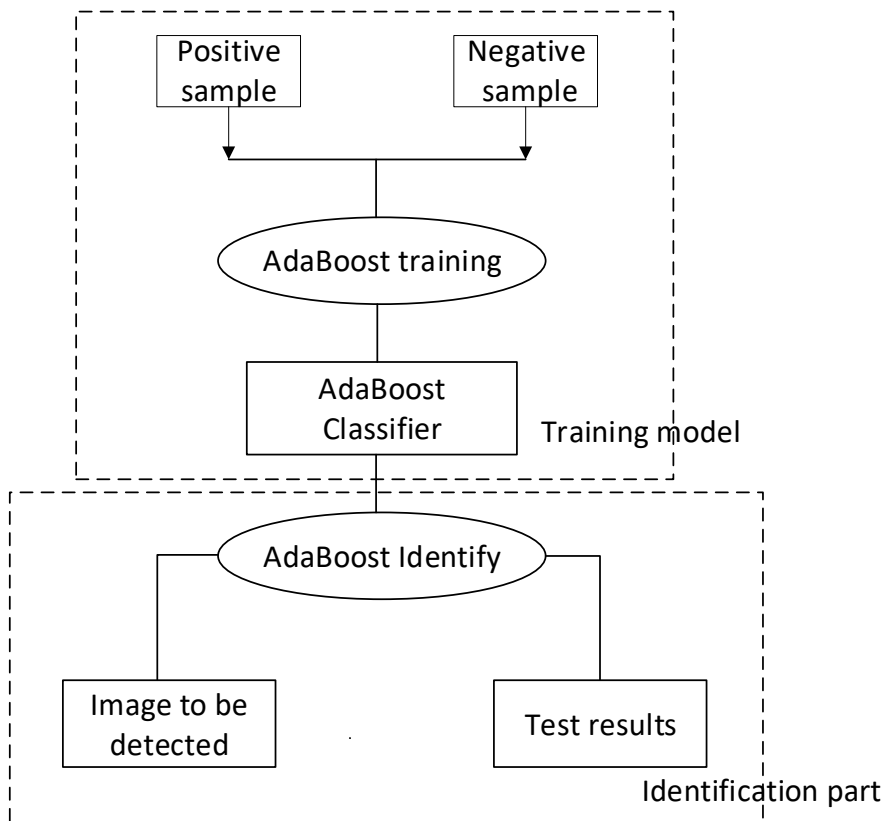 Positive
sample
Negative
sample
AdaBoost training
AdaBoost
Classifier
Training model
AdaBoost Identify
Image to be
detected
Test results
Identification part